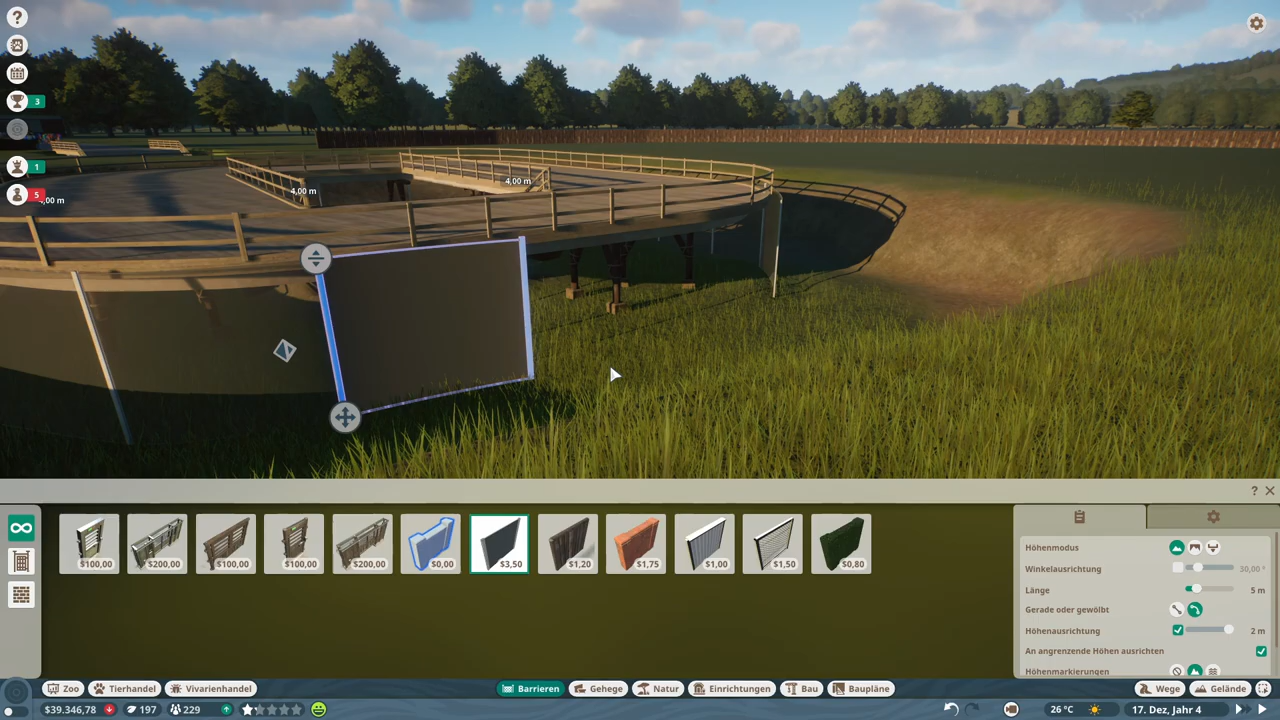 ?
3
1
5
,00 m
4,00 m
4,00 m
? ×
$100,00
$200,00
$100,00
$100,00
$200,00
$0,00
$3,50
$1,20
$1,75
$1,00
$1,50
$0,80
Höhenmodus
Winkelausrichtung 30,00 °
Länge 5 m
Gerade oder gewölbt
Höhenausrichtung 2 m
An angrenzende Höhen ausrichten
Höhenmarkierungen
Zoo Tierhandel Vivarienhandel Barrieren Gehege Natur Einrichtungen Bau Baupläne Wege Gelände
$39.346,78 197 229 26 °C 17. Dez, Jahr 4